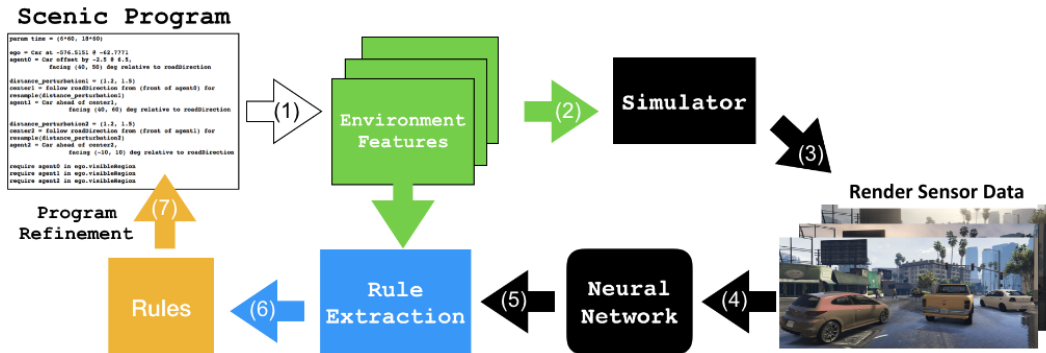 Scenic Program
param time = (6*60, 18*60)
ego = Car at -576.5151 @ -62.7771
agent0 = Car offset by -2.5 @ 6.5,
facing (40, 50) deg relative to roadDirection
distance_perturbation1 = (1.2, 1.5)
center1 = follow roadDirection from (front of agent0) for
resample(distance_perturbation1)
agent1 = Car ahead of center1,
facing (40, 60) deg relative to roadDirection
distance_perturbation2 = (1.2, 1.5)
center2 = follow roadDirection from (front of agent1) for
resample(distance_perturbation2)
agent2 = Car ahead of center2,
facing (-10, 10) deg relative to roadDirection
require agent0 in ego.visibleRegion
require agent1 in ego.visibleRegion
require agent2 in ego.visibleRegion
(1)
Environment
Features
(2)
Simulator
(3)
Render Sensor Data
(4)
Neural
Network
(5)
Rule
Extraction
(6)
Rules
(7)
Program
Refinement